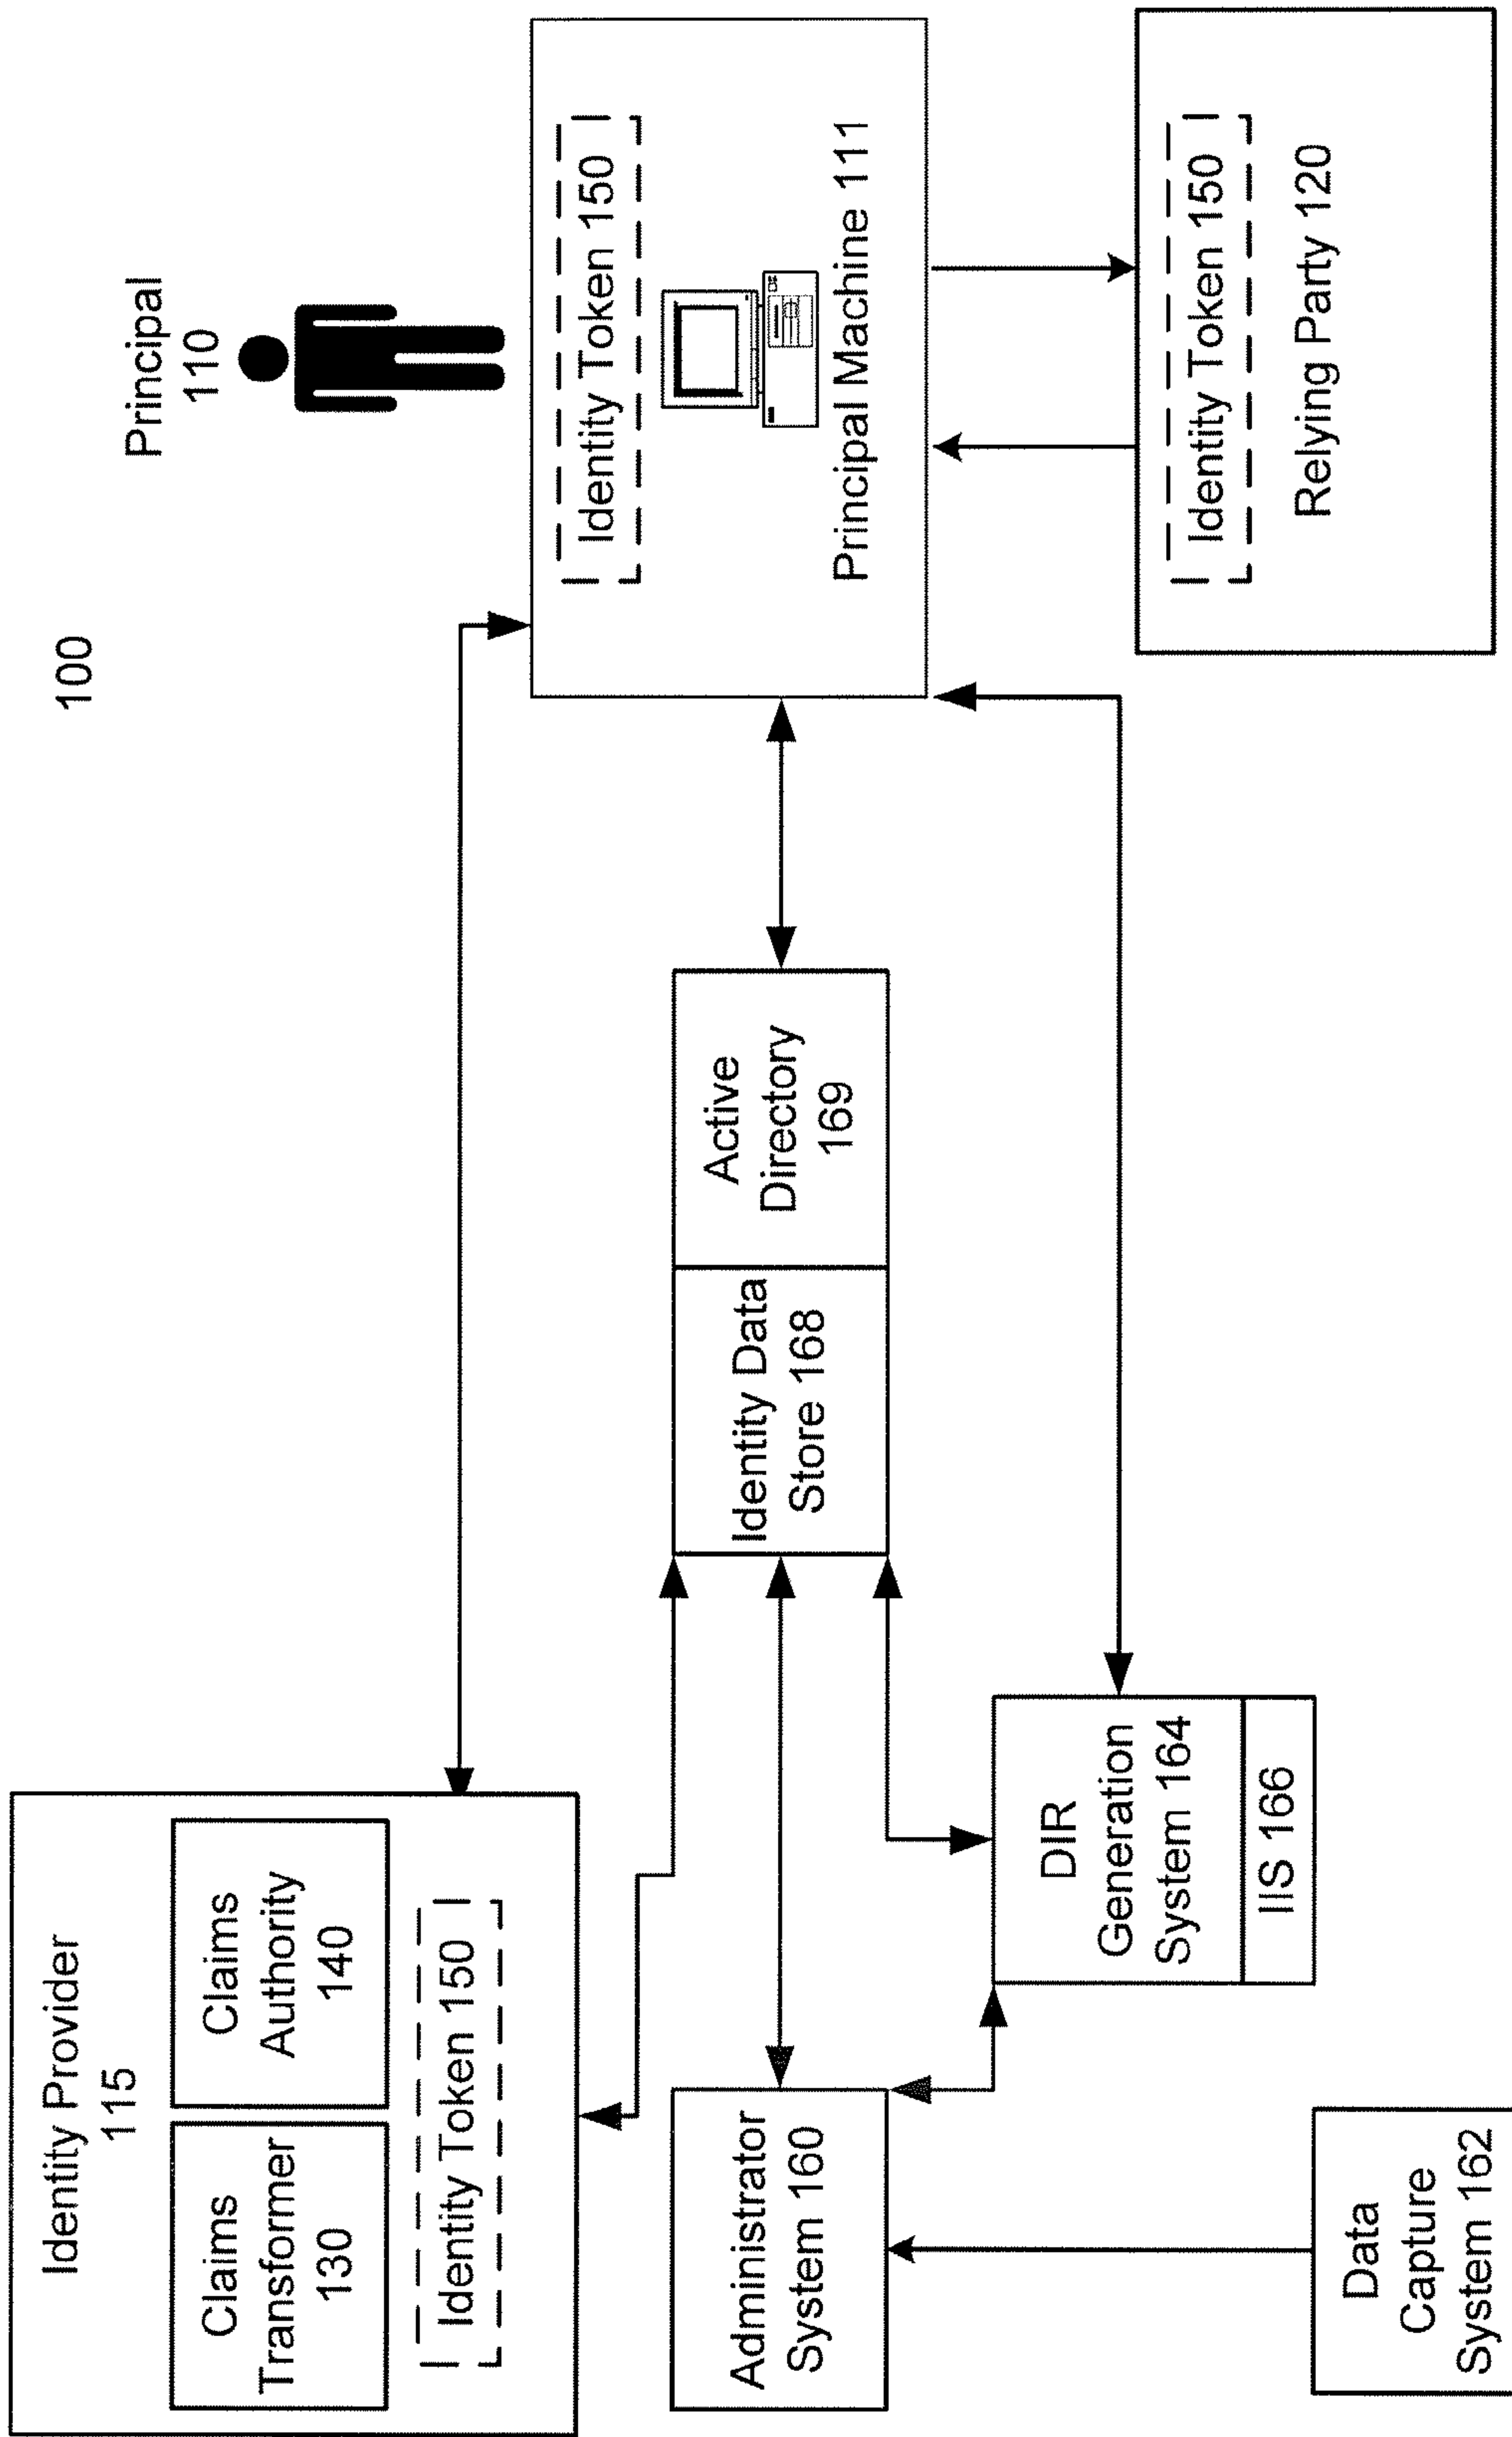 100
Principal
110
Identity Provider
115
Claims
Transformer
130
Claims
Authority
140
Identity Token 150
Identity Token 150
Principal Machine 111
Administrator
System 160
Identity Data
Store 168
Active
Directory
169
DIR
Generation
System 164
IIS 166
Identity Token 150
Relying Party 120
Data
Capture
System 162